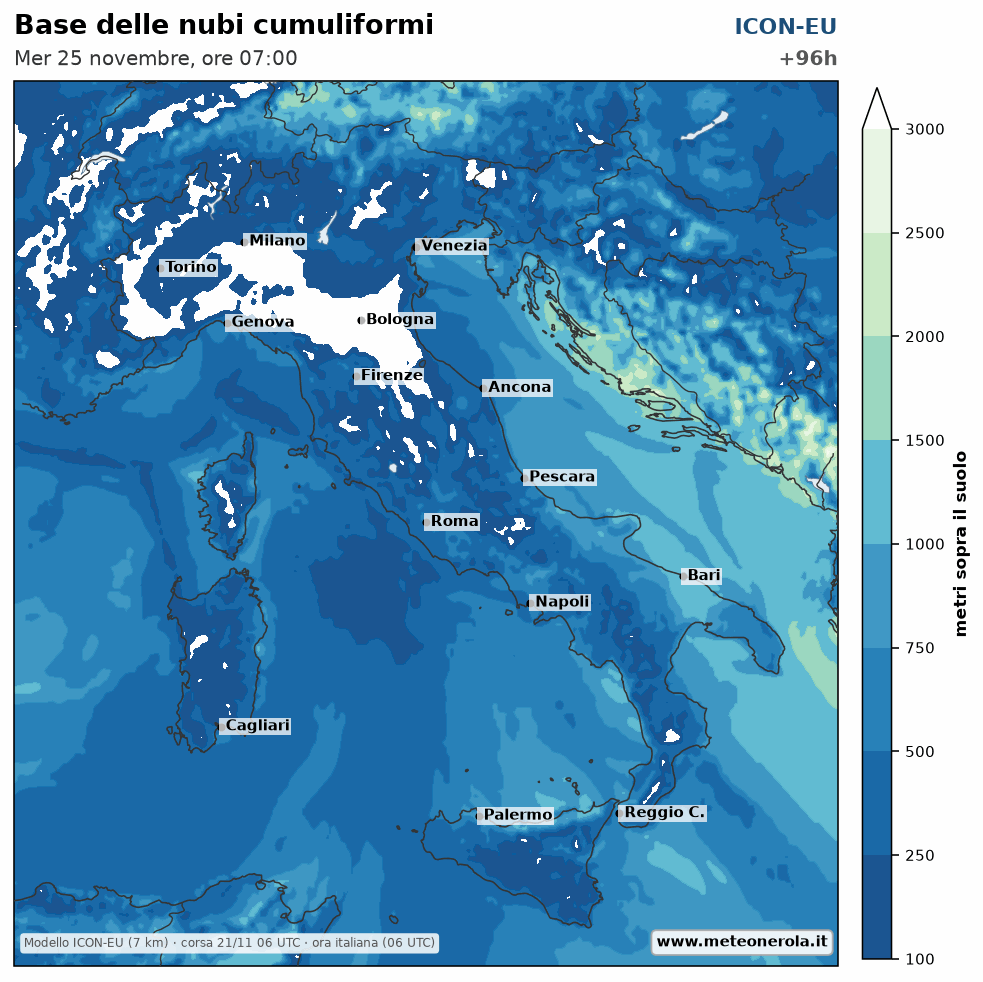 Base delle nubi cumuliformi
ICON-EU
Mer 25 novembre, ore 07:00
+96h
Milano
Venezia
Torino
Genova
Bologna
Firenze
Ancona
Pescara
Roma
Bari
Napoli
Cagliari
Palermo
Reggio C.
3000
2500
2000
1500
1000
750
500
250
100
metri sopra il suolo
Modello ICON-EU (7 km) · corsa 21/11 06 UTC · ora italiana (06 UTC)
www.meteonerola.it